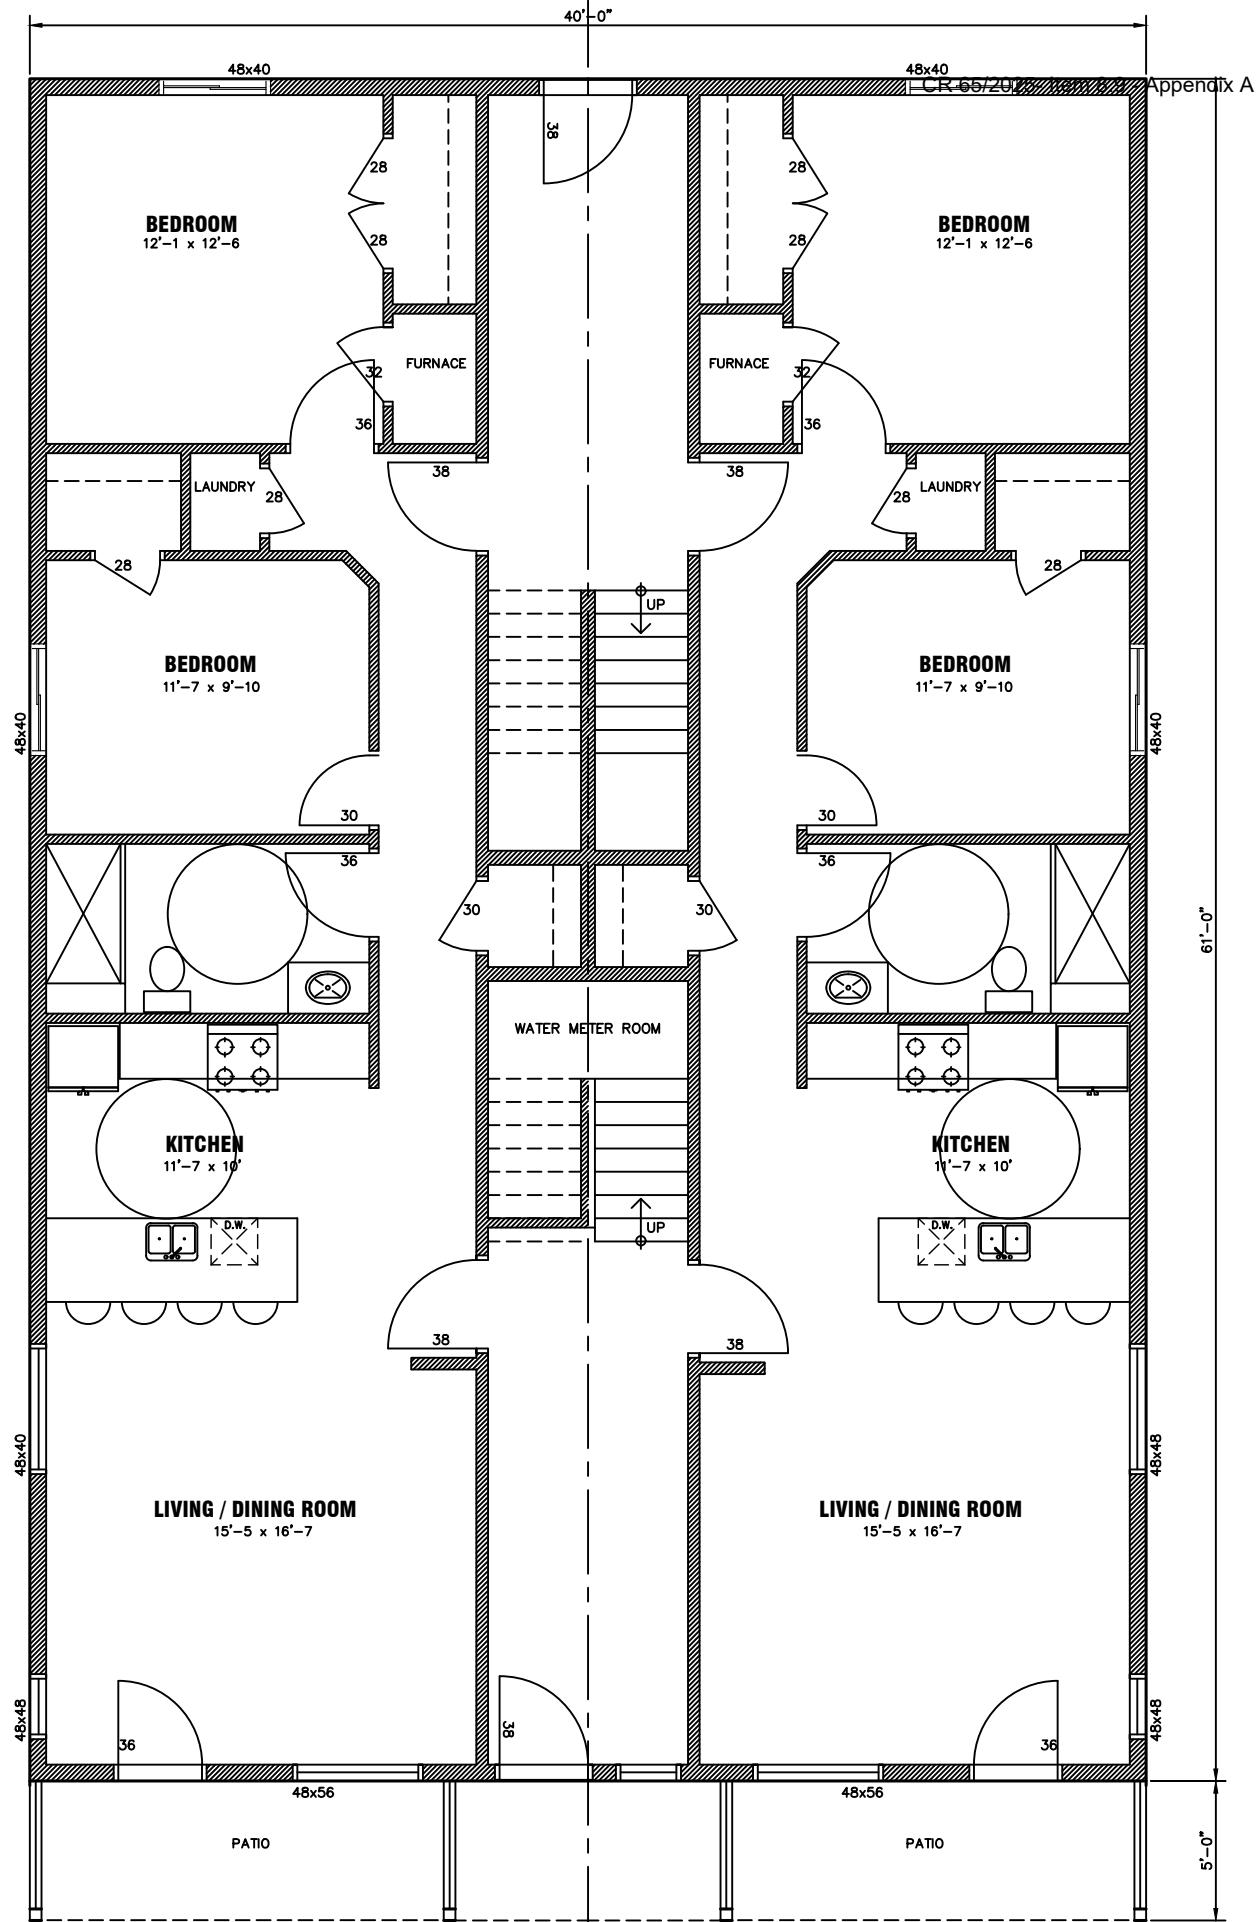 40'-0"
48x40
48x40
CR 65/2025- Item 8.9 - Appendix A
38
28
28
BEDROOM
12'-1 x 12'-6
BEDROOM
12'-1 x 12'-6
28
28
FURNACE
FURNACE
32
32
36
36
38
38
LAUNDRY
28
28
LAUNDRY
28
28
UP
BEDROOM
11'-7 x 9'-10
BEDROOM
11'-7 x 9'-10
48x40
48x40
30
30
36
36
30
30
61'-0"
WATER METER ROOM
KITCHEN
11'-7 x 10'
KITCHEN
11'-7 x 10'
D.W.
UP
D.W.
38
38
48x40
48x48
LIVING / DINING ROOM
15'-5 x 16'-7
LIVING / DINING ROOM
15'-5 x 16'-7
48x48
48x48
36
38
36
48x56
48x56
PATIO
PATIO
5'-0"